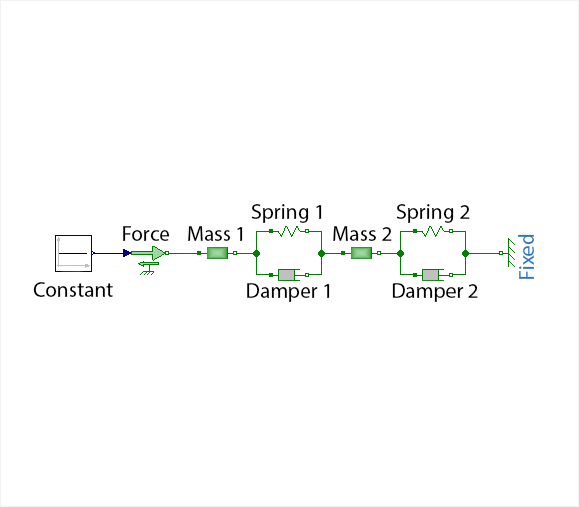 Spring 1
Spring 2
Force
Mass 1
Mass 2
Fixed
Constant
Damper 1
Damper 2